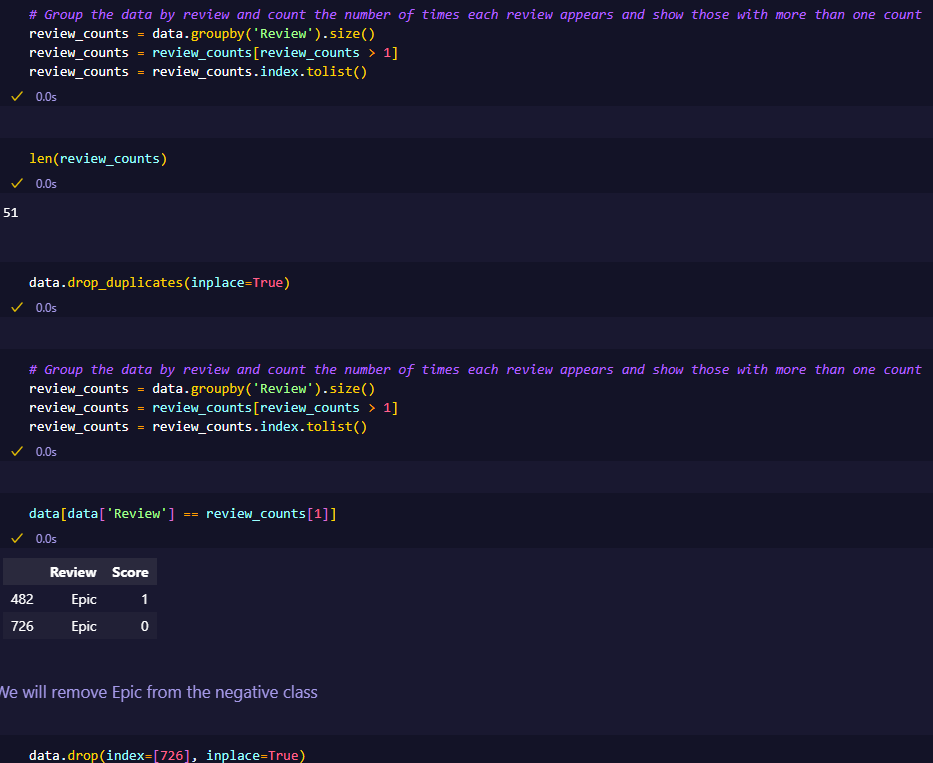 # Group the data by review and count the number of times each review appears and show those with more than one count
review_counts = data.groupby('Review').size()
review_counts = review_counts[review_counts > 1]
review_counts = review_counts.index.tolist()
0.0s
len(review_counts)
0.0s
51
data.drop_duplicates(inplace=True)
0.0s
# Group the data by review and count the number of times each review appears and show those with more than one count
review_counts = data.groupby('Review').size()
review_counts = review_counts[review_counts > 1]
review_counts = review_counts.index.tolist()
0.0s
data[data['Review'] == review_counts[1]]
0.0s
Review Score
482 Epic 1
726 Epic 0
We will remove Epic from the negative class
data.drop(index=[726], inplace=True)